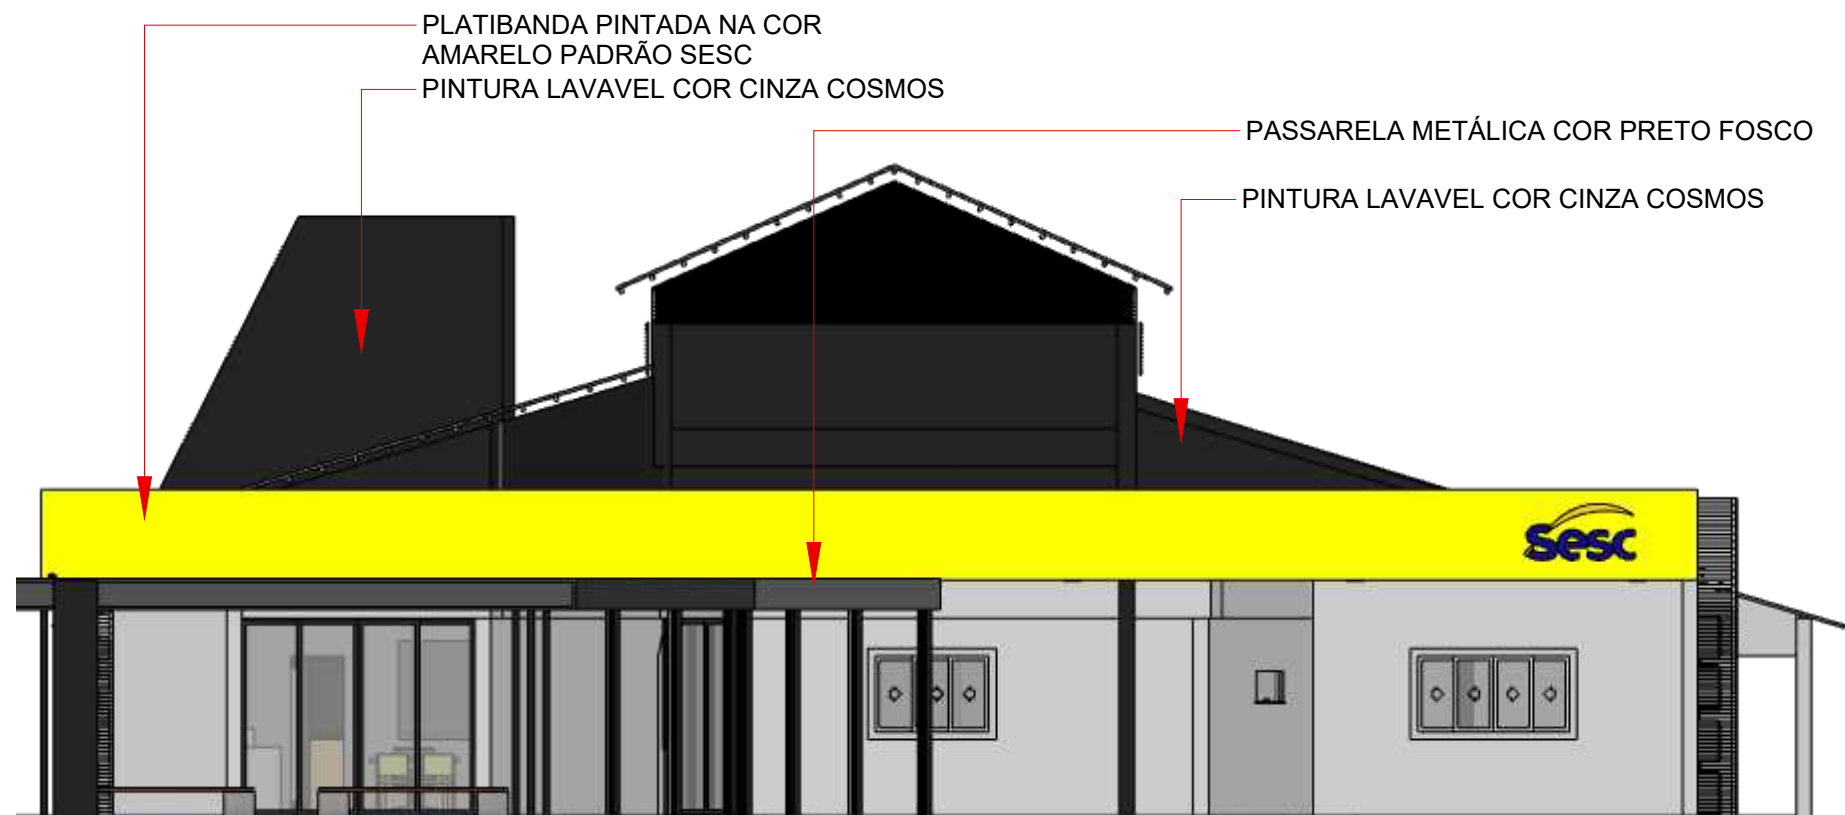 PLATIBANDA PINTADA NA COR
AMARELO PADRÃO SESC
PINTURA LAVAVEL COR CINZA COSMOS
PASSARELA METÁLICA COR PRETO FOSCO
PINTURA LAVAVEL COR CINZA COSMOS
Sesc